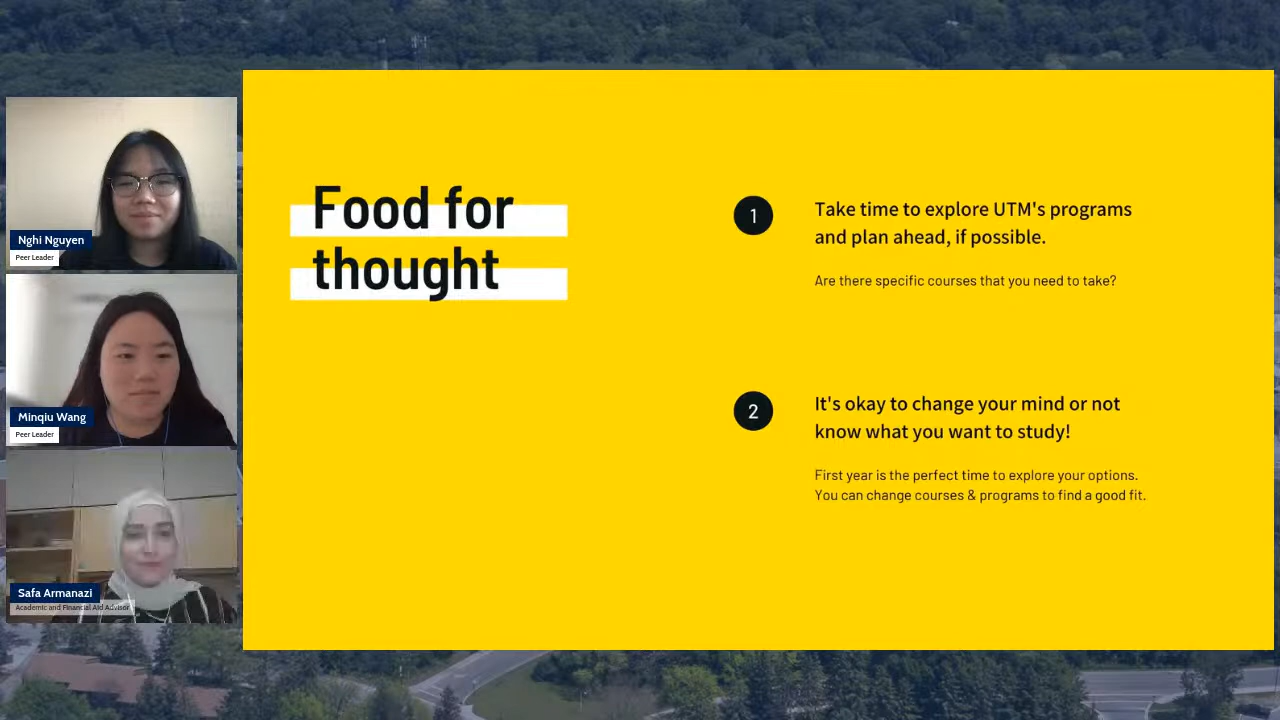 Nghi Nguyen
Peer Leader
Minqiu Wang
Peer Leader
Safa Armanazi
Academic and Financial Aid Advisor
Food for
thought
1
Take time to explore UTM's programs
and plan ahead, if possible.
Are there specific courses that you need to take?
2
It's okay to change your mind or not
know what you want to study!
First year is the perfect time to explore your options.
You can change courses & programs to find a good fit.